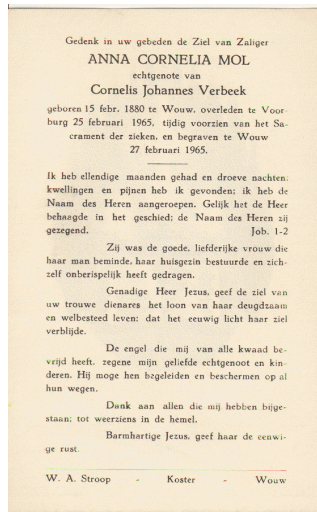 Gedenk in uw gebeden de Ziel van Zaliger
ANNA CORNELIA MOL
echtgenote van
Cornelis Johannes Verbeek
geboren 15 febr. 1880 te Wouw, overleden te Voor-
burg 25 februari 1965, tijdig voorzien van het Sa-
crament der zieken, en begraven te Wouw
27 februari 1965.
Ik heb ellendige maanden gehad en droeve nachten;
kwellingen en pijnen heb ik gevonden; ik heb de
Naam des Heren aangeroepen. Gelijk het de Heer
behaagde in het geschied; de Naam des Heren zij
gezegend. Job. 1-2
Zij was de goede, liefderijke vrouw die
haar man beminde, haar huisgezin bestuurde en zich-
zelf onberispelijk heeft gedragen.
Genadige Heer Jezus, geef de ziel van
uw trouwe dienares het loon van haar deugdzaam
en welbesteed leven; dat het eeuwig licht haar ziel
verblijde.
De engel die mij van alle kwaad be-
vrijd heeft, zegene mijn geliefde echtgenoot en kin-
deren. Hij moge hen begeleiden en beschermen op al
hun wegen.
Dank aan allen die mij hebben bijge-
staan; tot weerziens in de hemel.
Barmhartige Jezus, geef haar de eeuwi-
ge rust.
W. A. Stroop - Koster - Wouw